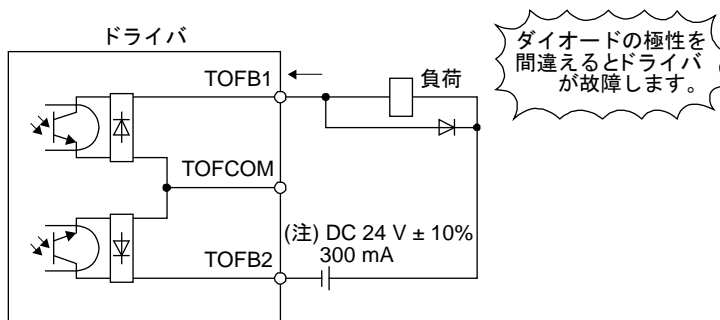 ドライバ
ダイオードの極性を
間違えるとドライバ
が故障します。
TOFB1
負荷
TOFCOM
(注) DC 24 V ± 10%
300 mA
TOFB2